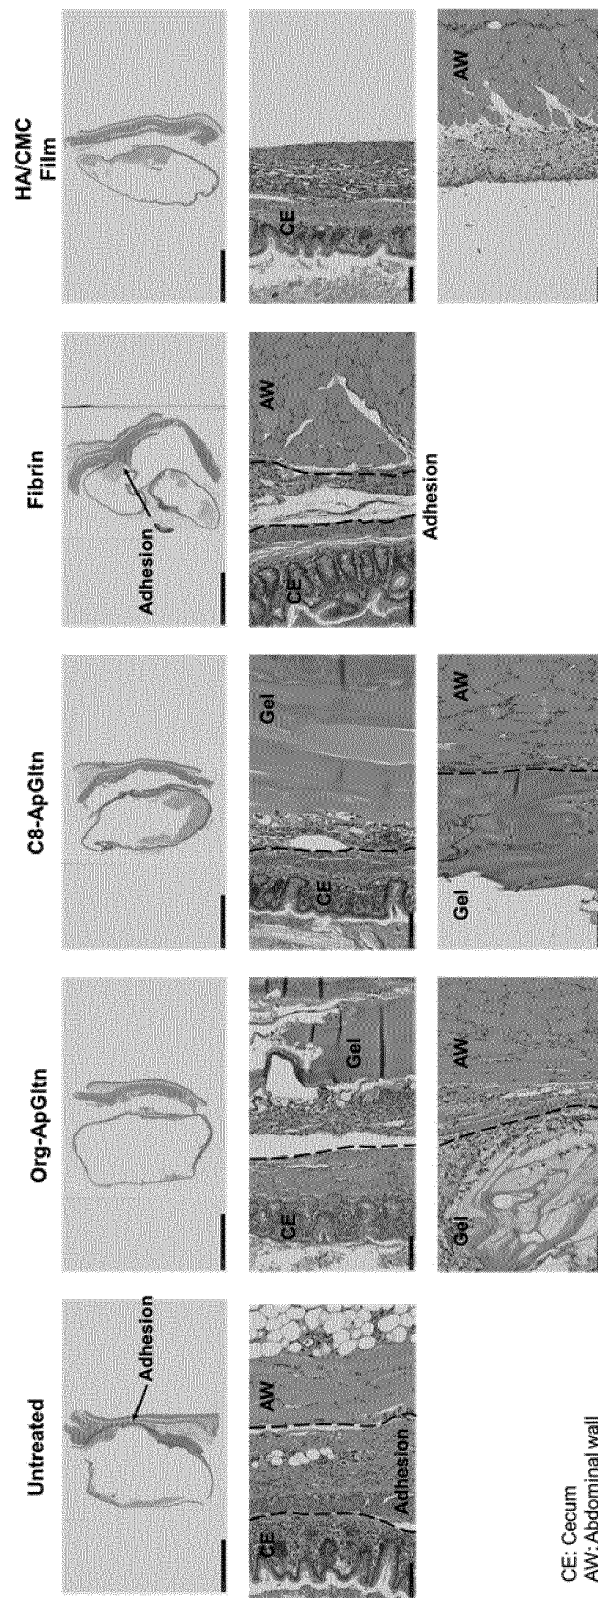 Untreated
Org-ApGltn
C8-ApGltn
Fibrin
HA/CMC
Film
Adhesion
Adhesion
CE
AW
Adhesion
CE
Gel
CE
Gel
CE
AW
Adhesion
CE
Gel
AW
Gel
AW
AW
CE: Cecum
AW: Abdominal wall